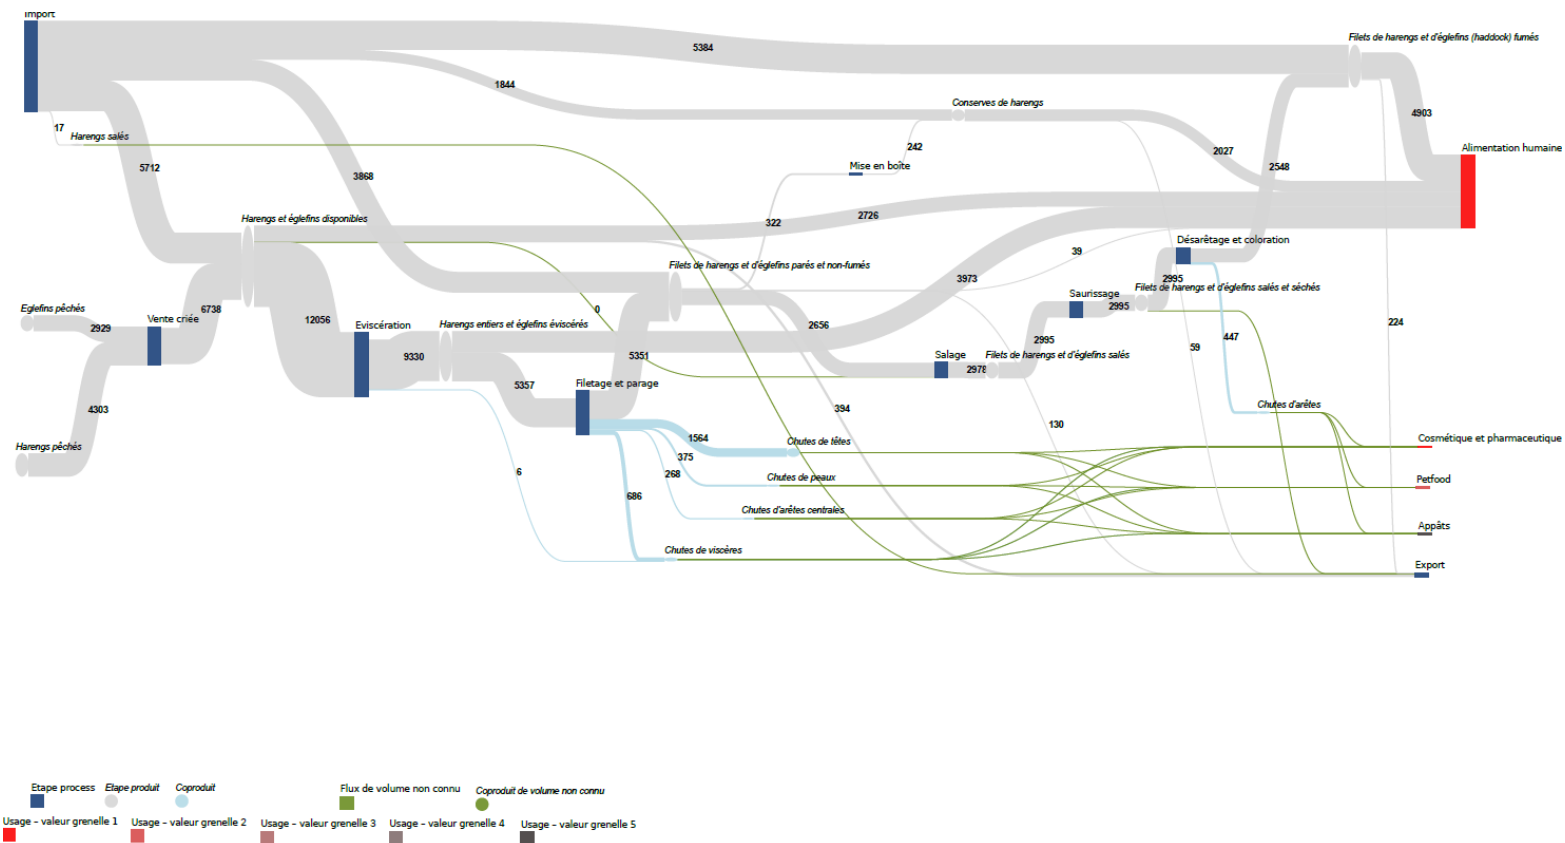 Import
Filets de harengs et d'églefins (haddock) fumés
5384
1844
Conserves de harengs
4903
17
Harengs salés
242
2027
Alimentation humaine
5712
3868
Mise en boîte
2548
Harengs et églefins disponibles
322
2726
39
Désarêtage et coloration
Filets de harengs et d'églefins parés et non-fumés
3973
2995
Filets de harengs et d'églefins salés et séchés
Saurissage
2995
Eglefins pêchés
2929
Vente criée
6738
12056
Eviscération
Harengs entiers et églefins éviscérés
0
2656
224
9330
5351
2995
59
447
Salage
Filets de harengs et d'églefins salés
2978
5357
Filetage et parage
4303
394
130
Chutes d'arêtes
Harengs pêchés
1564
Chutes de têtes
Cosmétique et pharmaceutique
375
6
268
Chutes de peaux
Petfood
686
Chutes d'arêtes centrales
Appâts
Chutes de viscères
Export
Etape process
Etape produit
Coproduit
Flux de volume non connu
Coproduit de volume non connu
Usage – valeur grenelle 1
Usage – valeur grenelle 2
Usage – valeur grenelle 3
Usage – valeur grenelle 4
Usage – valeur grenelle 5